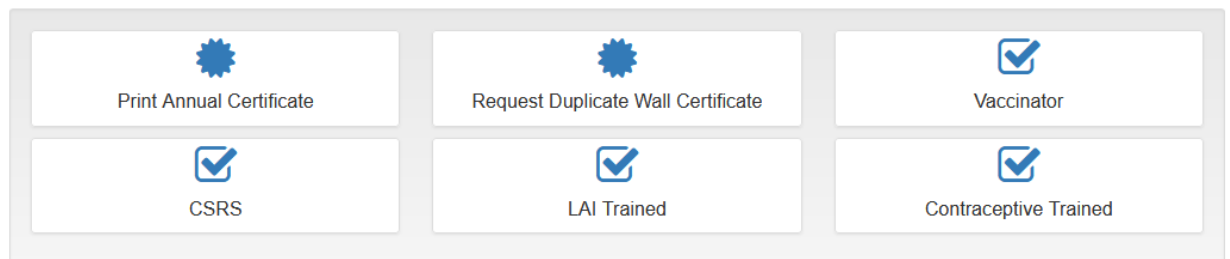 Print Annual Certificate
Request Duplicate Wall Certificate
Vaccinator
CSRS
LAI Trained
Contraceptive Trained